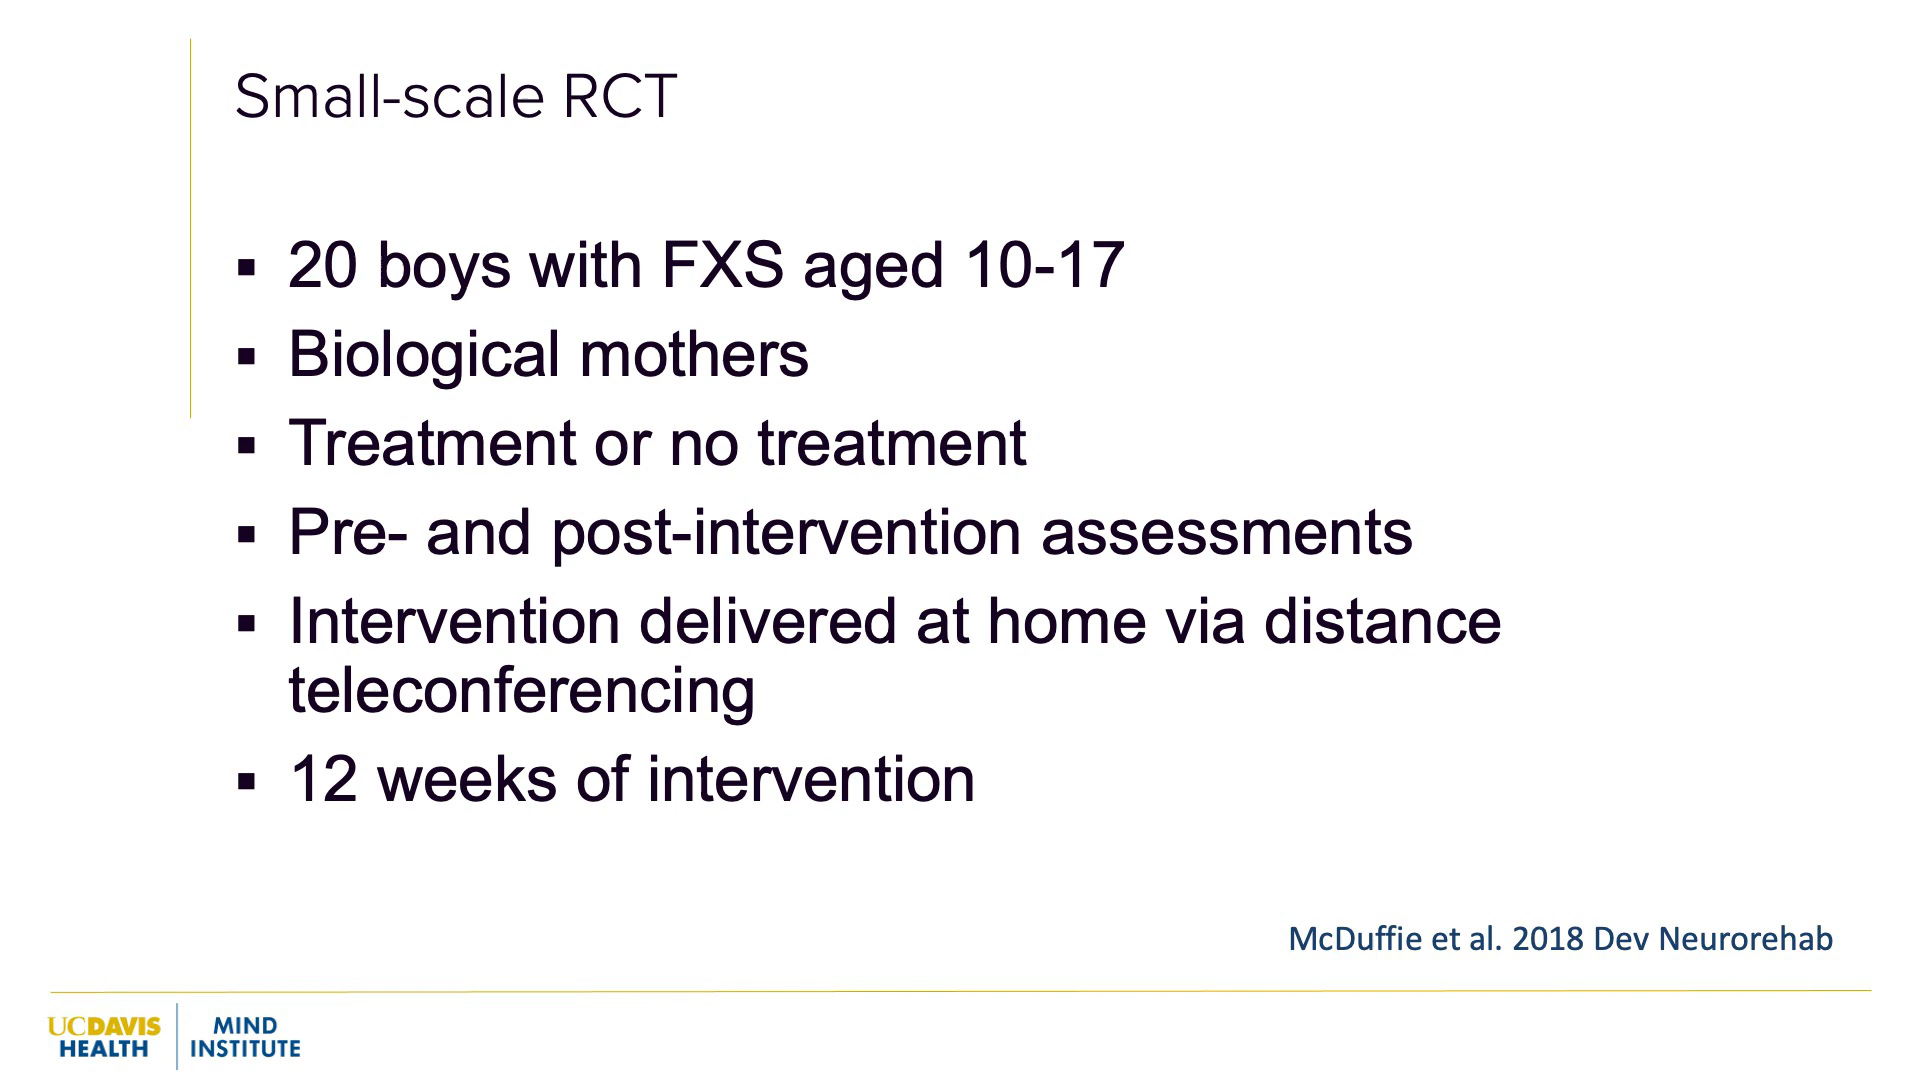 Small-scale RCT
▪ 20 boys with FXS aged 10-17
▪ Biological mothers
▪ Treatment or no treatment
▪ Pre- and post-intervention assessments
▪ Intervention delivered at home via distance
teleconferencing
▪ 12 weeks of intervention
McDuffie et al. 2018 Dev Neurorehab
UCDAVIS
HEALTH
MIND
INSTITUTE